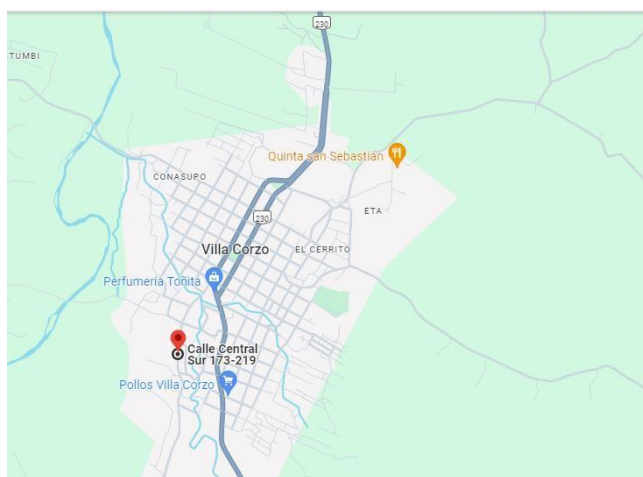 230
TUMBI
Quinta san Sebastián
CONASUPO
ETA
230
Villa Corzo
EL CERRITO
Perfumeria Toñita
Calle Central
Sur 173-219
Pollos Villa Corzo